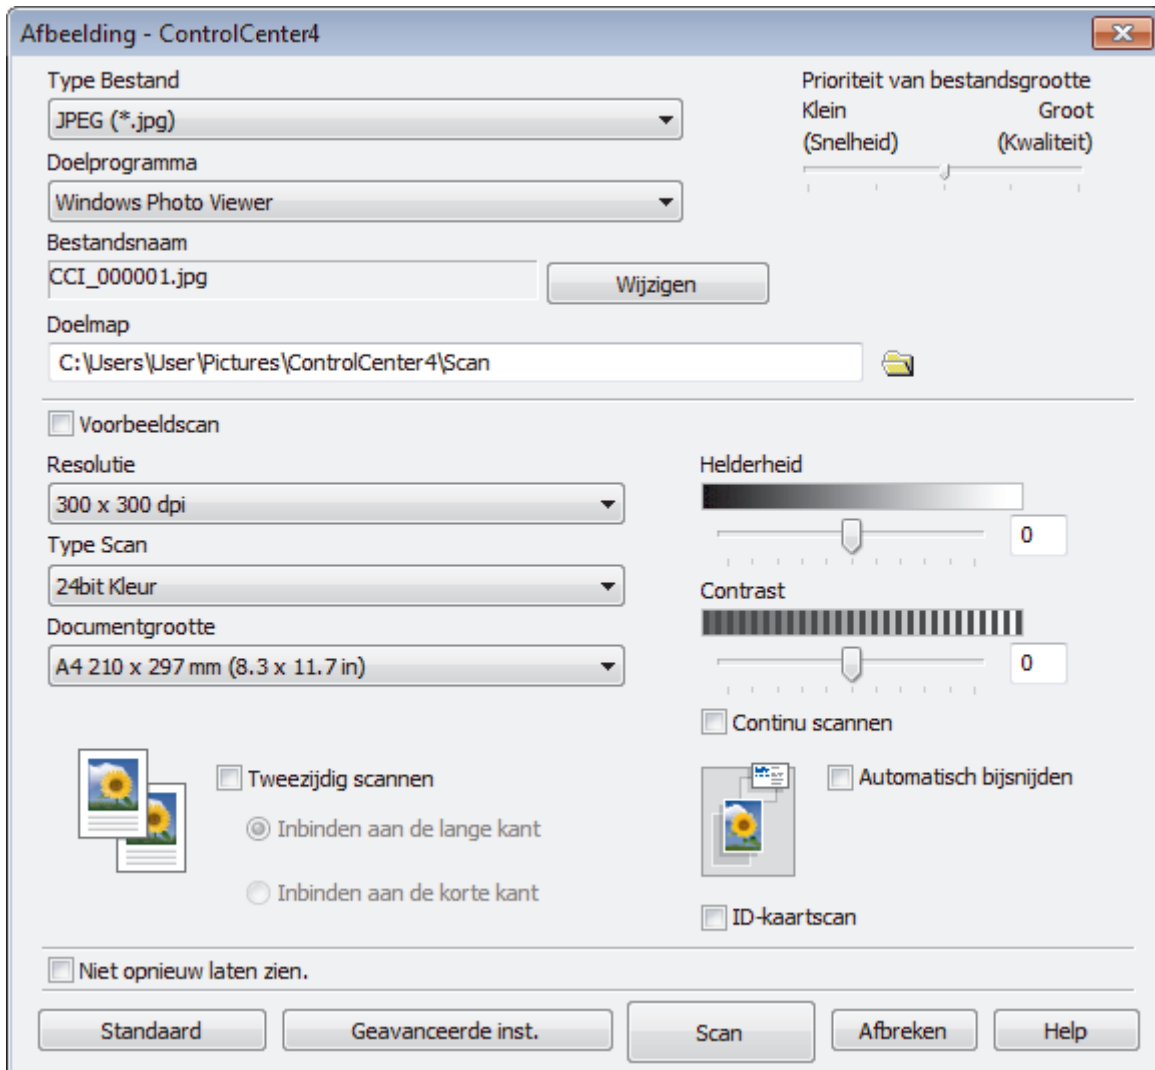 Afbeelding - ControlCenter4
Type Bestand
JPEG (*.jpg)
Prioriteit van bestandsgrootte
Klein Groot
(Snelheid) (Kwaliteit)
Doelprogramma
Windows Photo Viewer
Bestandsnaam
CCI_000001.jpg
Wijzigen
Doelmap
C:\Users\User\Pictures\ControlCenter4\Scan
Voorbeeldscan
Resolutie
300 x 300 dpi
Type Scan
24bit Kleur
Documentgrootte
A4 210 x 297 mm (8.3 x 11.7 in)
Helderheid
0
Contrast
0
Continu scannen
Tweezijdig scannen
Inbinden aan de lange kant
Inbinden aan de korte kant
Automatisch bijsnijden
ID-kaartscan
Niet opnieuw laten zien.
Standaard
Geavanceerde inst.
Scan
Afbreken
Help